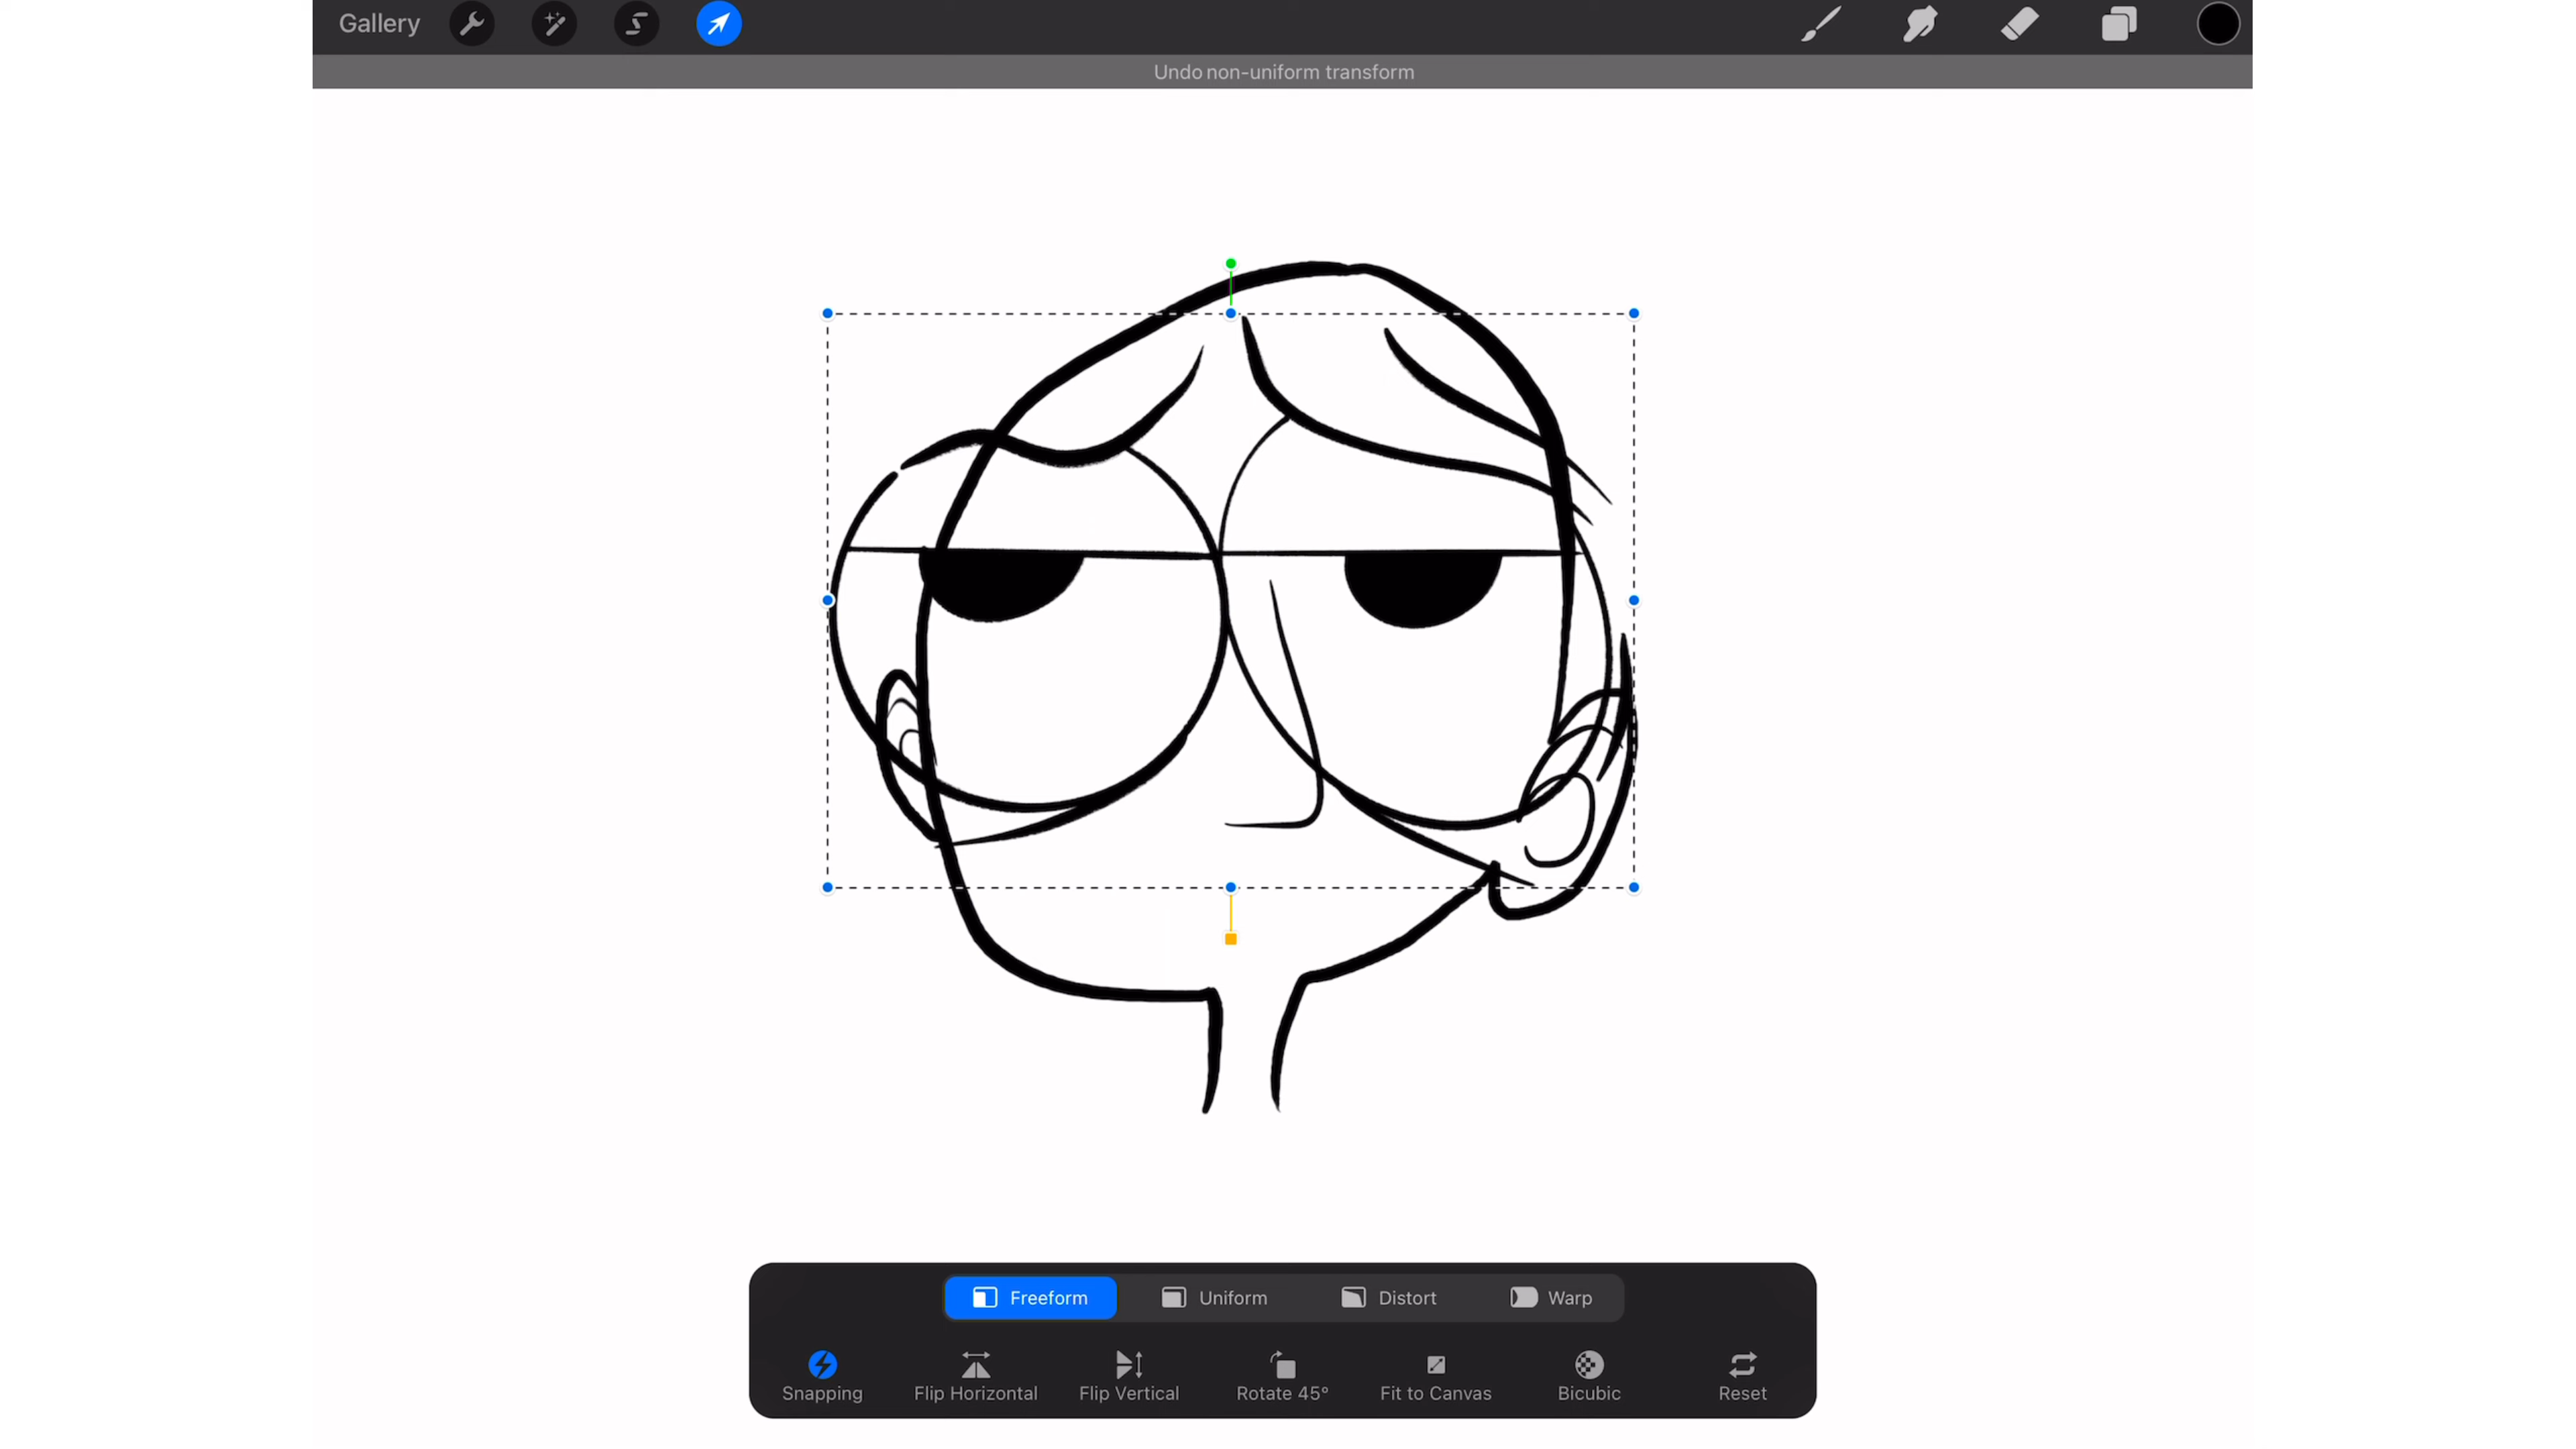 Gallery
Undo non-uniform transform
Freeform Uniform Distort Warp
Snapping Flip Horizontal Flip Vertical Rotate 45° Fit to Canvas Bicubic Reset